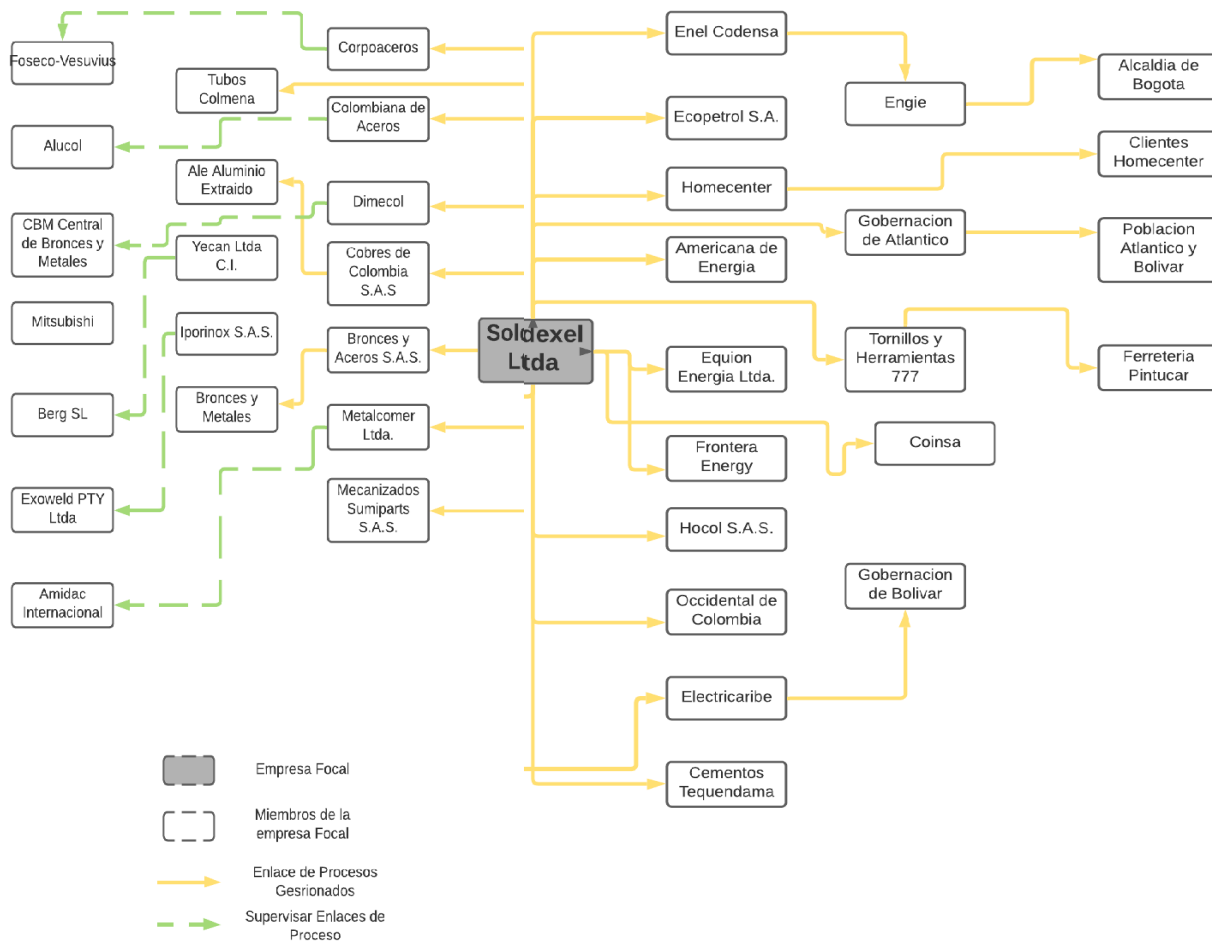 Foseco-Vesuvius
Alucol
CBM Central
de Bronces y
Metales
Mitsubishi
Berg SL
Exoweld PTY
Ltda
Amidac
Internacional
Tubos
Colmena
Ale Aluminio
Extraido
Yecan Ltda
C.I.
Iporinox S.A.S.
Bronces y
Metales
Corpoaceros
Colombiana de
Aceros
Dimecol
Cobres de
Colombia
S.A.S
Bronces y
Aceros S.A.S.
Metalcomer
Ltda.
Mecanizados
Sumiparts
S.A.S.
Soldexel
Ltda
Enel Codensa
Ecopetrol S.A.
Homecenter
Americana de
Energia
Equion
Energia Ltda.
Frontera
Energy
Hocol S.A.S.
Occidental de
Colombia
Electricaribe
Cementos
Tequendama
Engie
Gobernacion
de Atlantico
Tornillos y
Herramientas
777
Coinsa
Gobernacion
de Bolivar
Alcaldia de
Bogota
Clientes
Homecenter
Poblacion
Atlantico y
Bolivar
Ferreteria
Pintucar
Empresa Focal
Miembros de la
empresa Focal
Enlace de Procesos
Gesrionados
Supervisar Enlaces de
Proceso